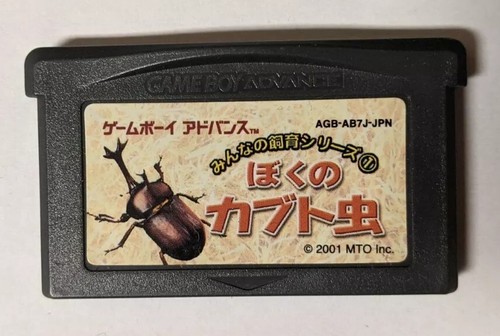 GAME BOY ADVANCE
AGB-AB7J-JPN
ゲームボーイ アドバンス™
みんなの飼育シリーズ①
ぼくの
カブト虫
© 2001 MTO Inc.